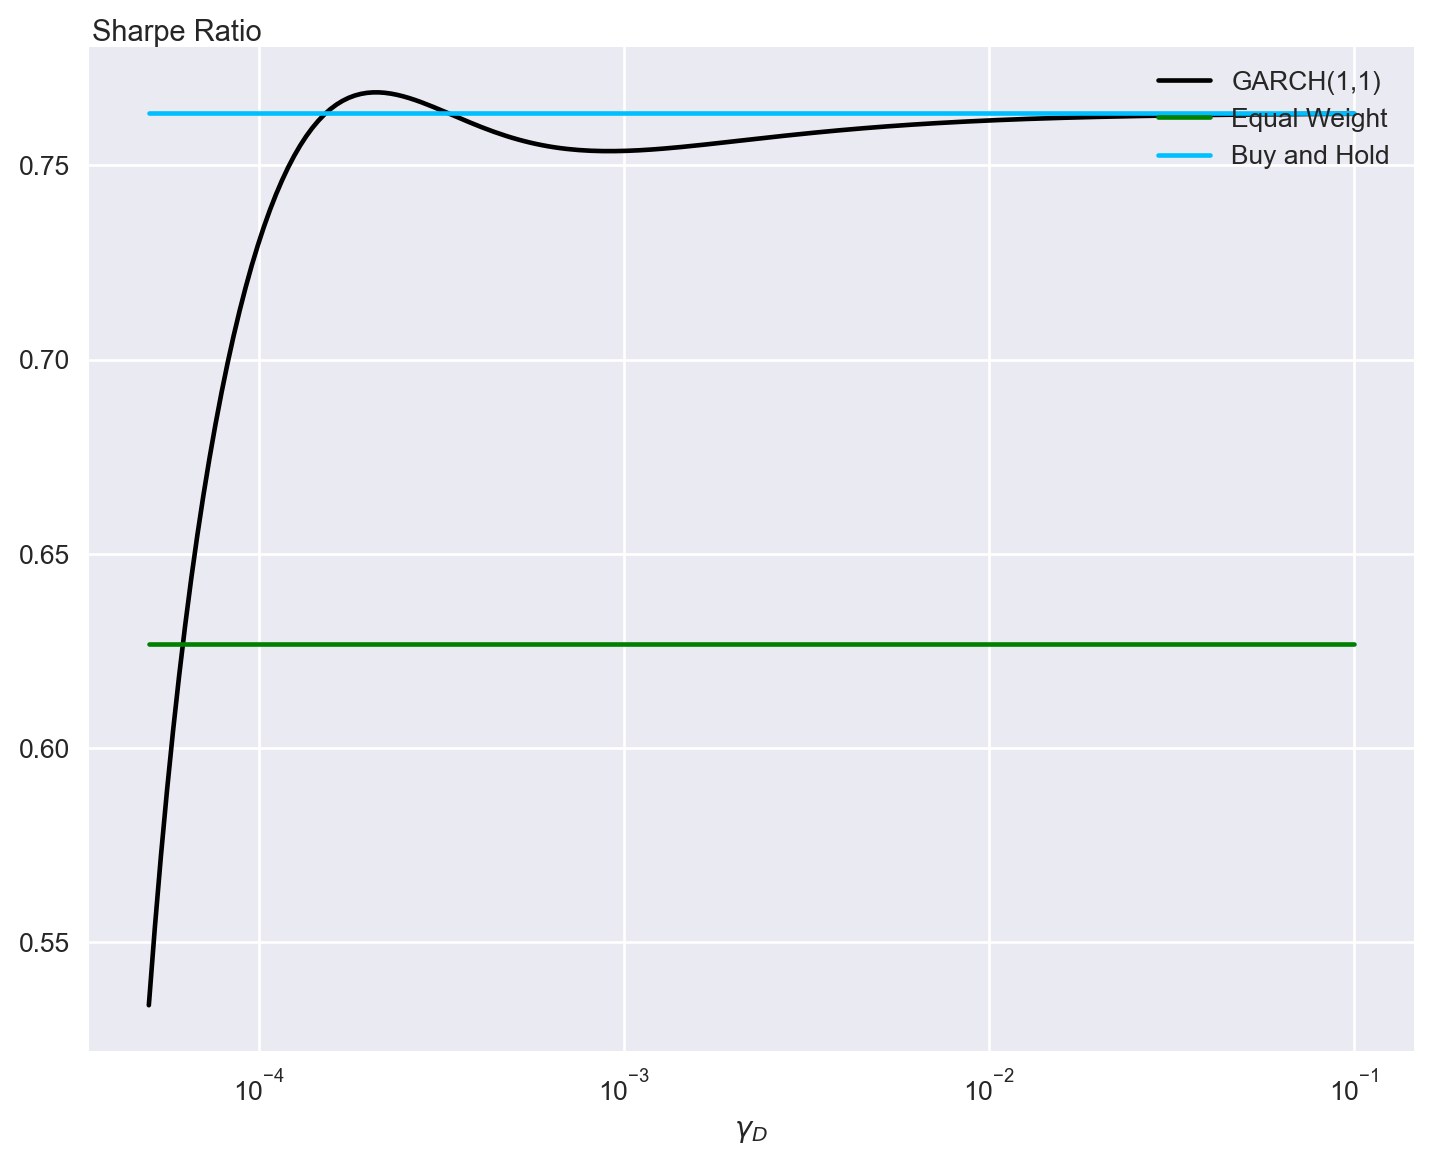 Sharpe Ratio
GARCH(1,1)
Equal Weight
Buy and Hold
0.75
0.70
0.65
0.60
0.55
10⁻⁴ 10⁻³ 10⁻² 10⁻¹
γ_D